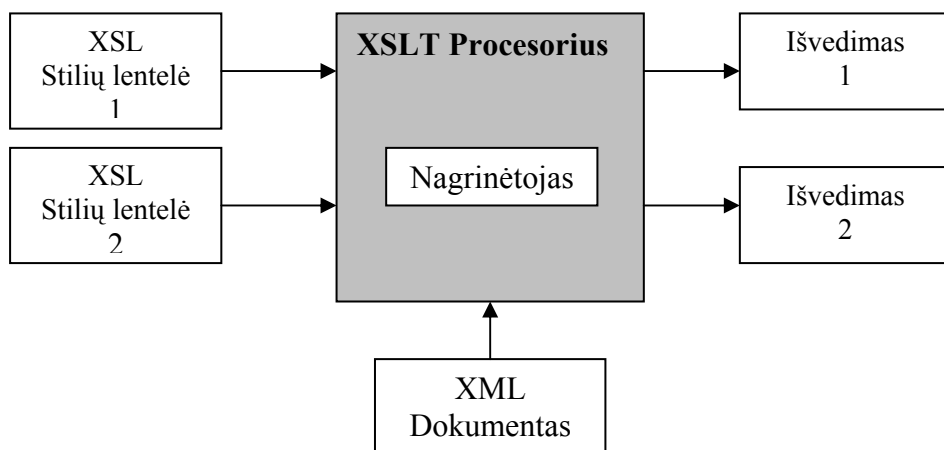 XSL
Stilių lentelė
1
XSLT Procesorius
Išvedimas
1
XSL
Stilių lentelė
2
Nagrinėtojas
Išvedimas
2
XML
Dokumentas